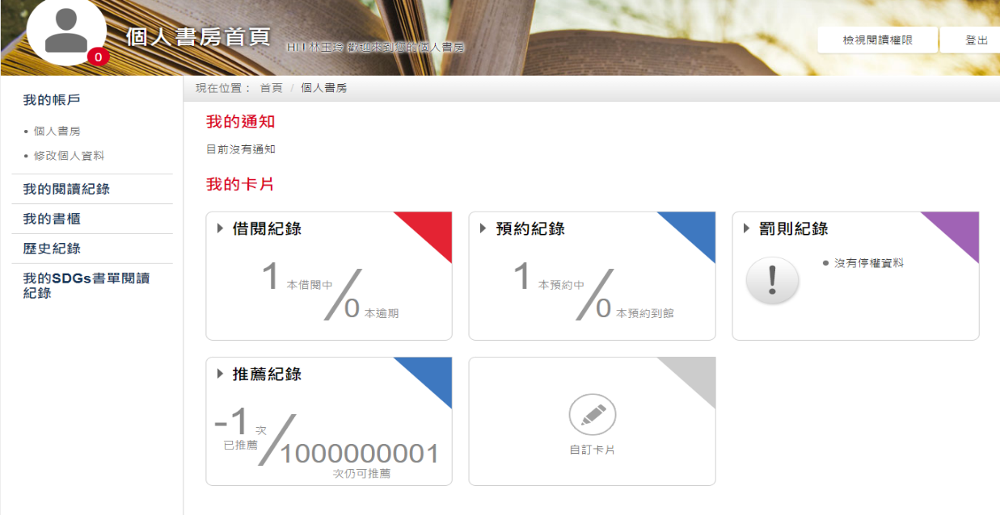 0
個人書房首頁
HI ! 林玉玲 歡迎來到您的個人書房
檢視閱讀權限
登出
現在位置： 首頁 / 個人書房
我的帳戶
• 個人書房
• 修改個人資料
我的閱讀紀錄
我的書櫃
歷史紀錄
我的SDGs書單閱讀
紀錄
我的通知
目前沒有通知
我的卡片
借閱紀錄
1 本借閱中 / 0 本逾期
預約紀錄
1 本預約中 / 0 本預約到館
罰則紀錄
● 沒有停權資料
推薦紀錄
-1 次
已推薦
/ 1000000001
次仍可推薦
自訂卡片